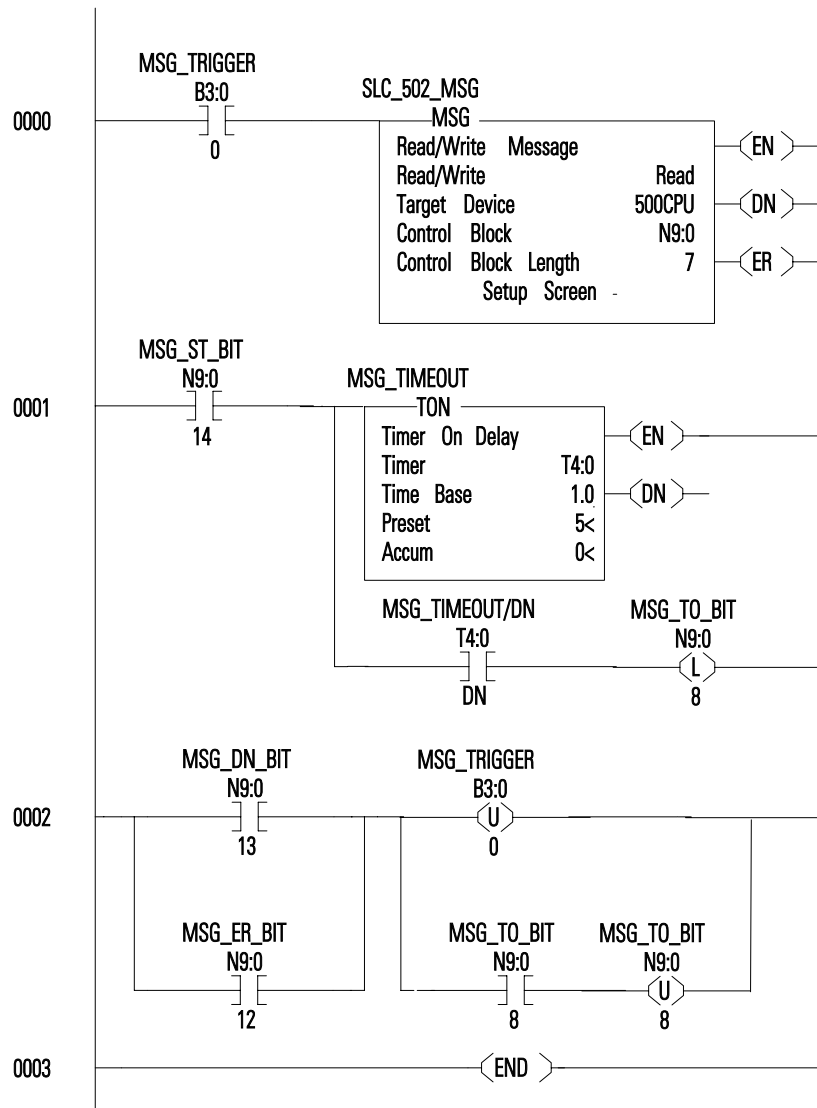 MSG_TRIGGER
B3:0
0000
0
SLC_502_MSG
MSG
Read/Write Message
Read/Write Read
Target Device 500CPU
Control Block N9:0
Control Block Length 7
Setup Screen -
EN
DN
ER
MSG_ST_BIT
N9:0
0001
14
MSG_TIMEOUT
TON
Timer On Delay
Timer T4:0
Time Base 1.0
Preset 5<
Accum 0<
EN
DN
MSG_TIMEOUT/DN
T4:0
DN
MSG_TO_BIT
N9:0
L
8
MSG_DN_BIT
N9:0
0002
13
MSG_TRIGGER
B3:0
U
0
MSG_ER_BIT
N9:0
12
MSG_TO_BIT
N9:0
8
MSG_TO_BIT
N9:0
U
8
0003
END